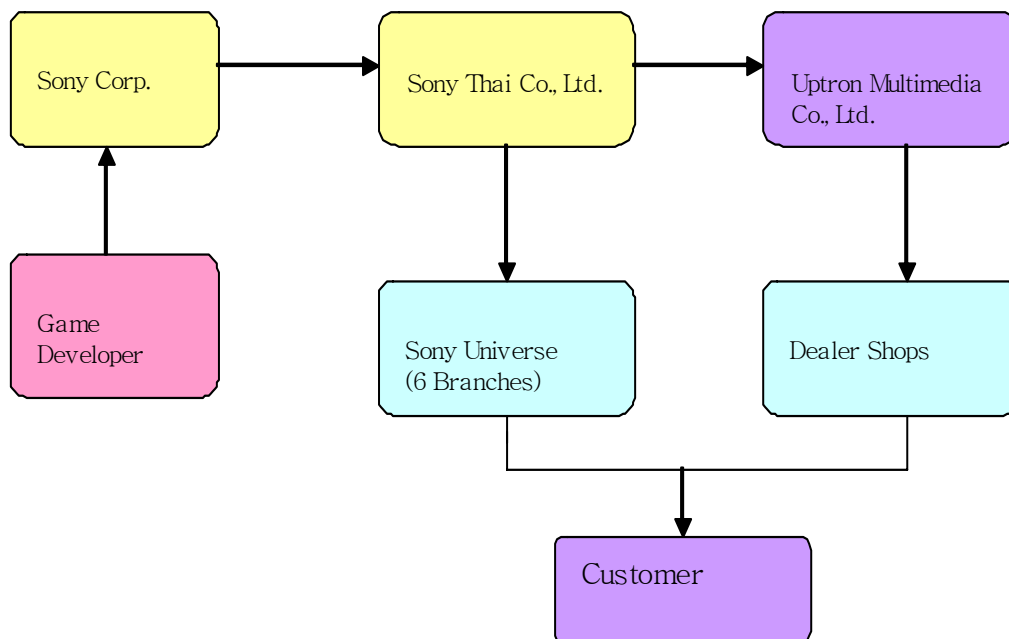 Sony Corp.
Sony Thai Co., Ltd.
Uptron Multimedia
Co., Ltd.
Game
Developer
Sony Universe
(6 Branches)
Dealer Shops
Customer